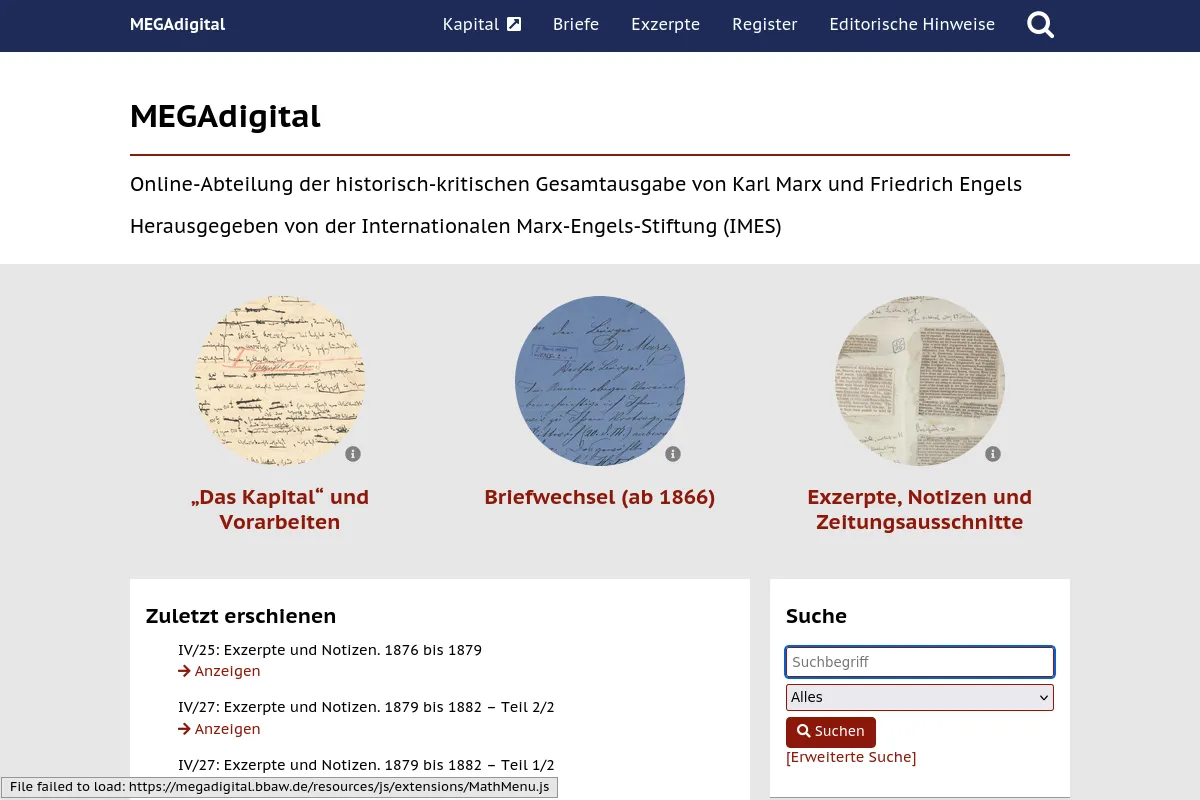 MEGAdigital
Kapital
Briefe
Exzerpte
Register
Editorische Hinweise
MEGAdigital
Online-Abteilung der historisch-kritischen Gesamtausgabe von Karl Marx und Friedrich Engels
Herausgegeben von der Internationalen Marx-Engels-Stiftung (IMES)
„Das Kapital“ und
Vorarbeiten
Briefwechsel (ab 1866)
Exzerpte, Notizen und
Zeitungsausschnitte
Zuletzt erschienen
IV/25: Exzerpte und Notizen. 1876 bis 1879
Anzeigen
IV/27: Exzerpte und Notizen. 1879 bis 1882 – Teil 2/2
Anzeigen
IV/27: Exzerpte und Notizen. 1879 bis 1882 – Teil 1/2
Suche
Suchbegriff
Alles
Suchen
[Erweiterte Suche]
File failed to load: https://megadigital.bbaw.de/resources/js/extensions/MathMenu.js